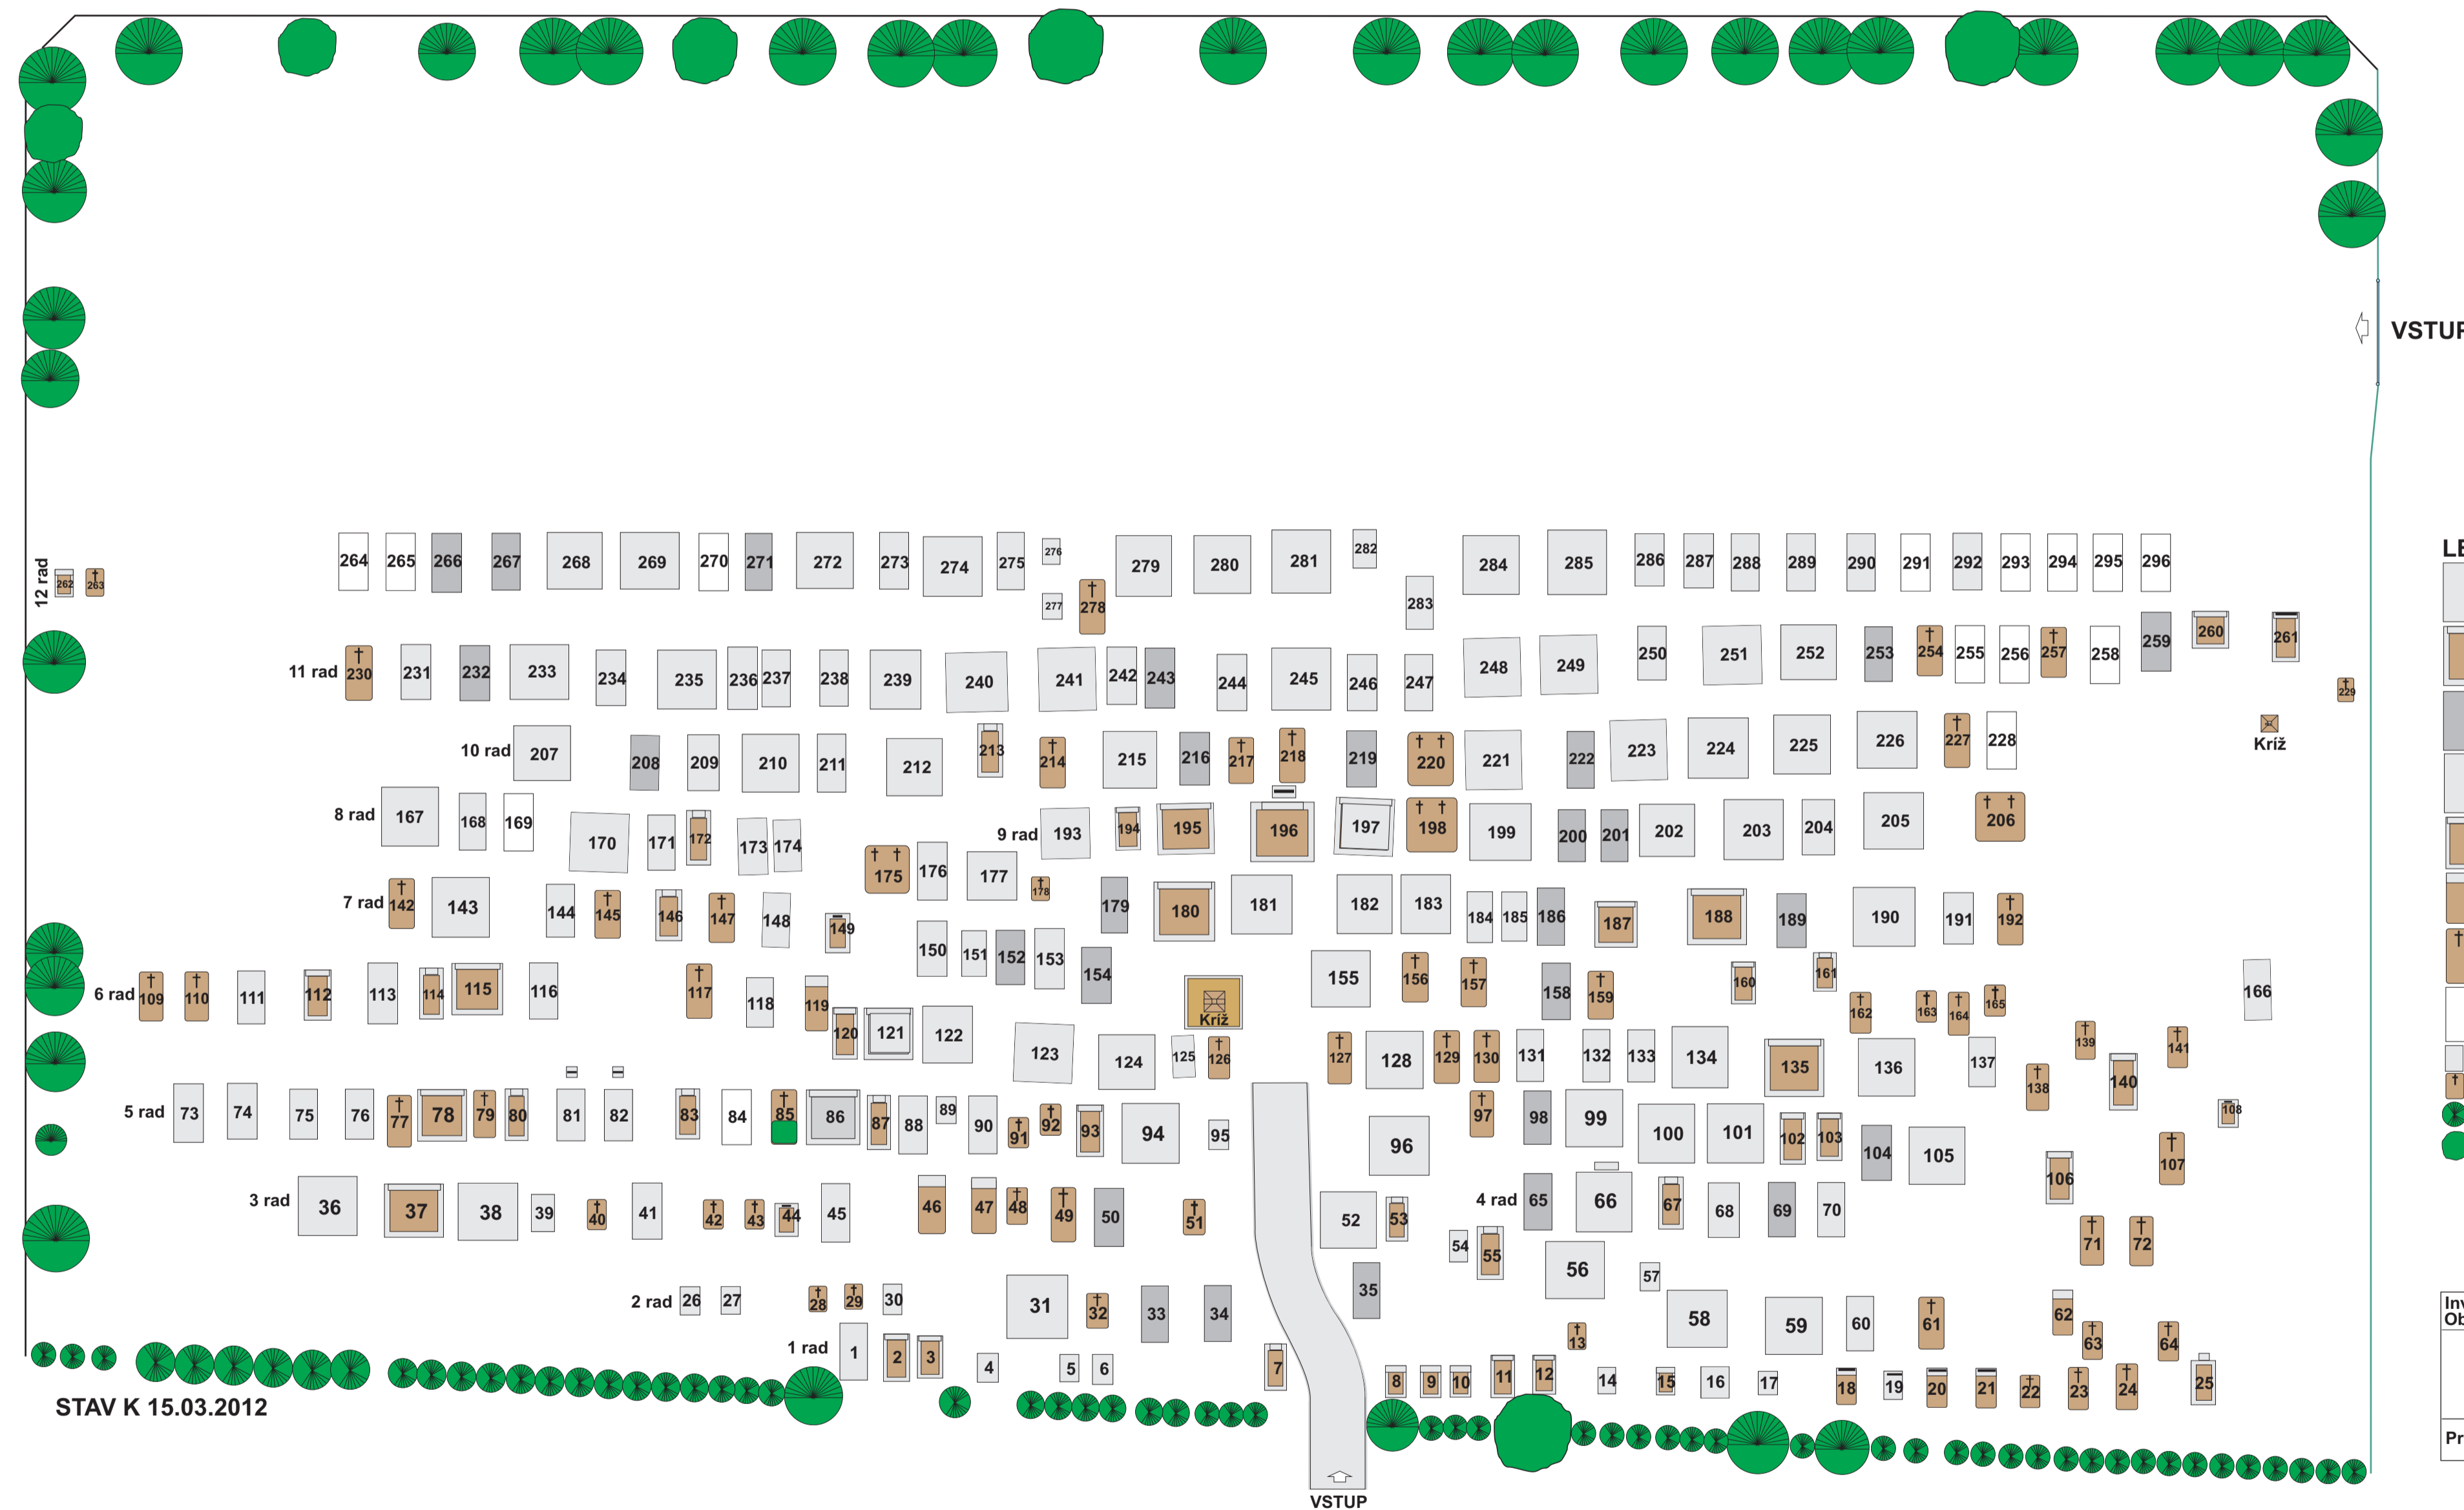 VSTUP
LE
264 265 266 267 268 269 270 271 272 273 274 275 276 279 280 281 282 284 285 286 287 288 289 290 291 292 293 294 295 296
12 rad 262 263 277 278 283
11 rad 230 231 232 233 234 235 236 237 238 239 240 241 242 243 244 245 246 247 248 249 250 251 252 253 254 255 256 257 258 259 260 261
229
10 rad 207 208 209 210 211 212 213 214 215 216 217 218 219 220 221 222 223 224 225 226 227 228
Kríž
8 rad 167 168 169 170 171 172 173 174 9 rad 193 194 195 196 197 198 199 200 201 202 203 204 205 206
175 176 177 178
7 rad 142 143 144 145 146 147 148 149 179 180 181 182 183 184 185 186 187 188 189 190 191 192
150 151 152 153 154 155 156 157 158 159 160 161
6 rad 109 110 111 112 113 114 115 116 117 118 119 162 163 164 165 166
Kríž
120 121 122 123 124 125 126 127 128 129 130 131 132 133 134 135 136 137 138 139 140 141
5 rad 73 74 75 76 77 78 79 80 81 82 83 84 85 86 87 88 89 90 91 92 93 94 95 96 97 98 99 100 101 102 103 104 105 106 107 108
3 rad 36 37 38 39 40 41 42 43 44 45 46 47 48 49 50 51 52 53 54 55 4 rad 65 66 67 68 69 70 71 72
56 57
2 rad 26 27 28 29 30 31 32 33 34 35 58 59 60 61 62 63 64
1 rad 1 2 3 4 5 6 7 8 9 10 11 12 13 14 15 16 17 18 19 20 21 22 23 24 25
Ob
STAV K 15.03.2012
Pr
VSTUP